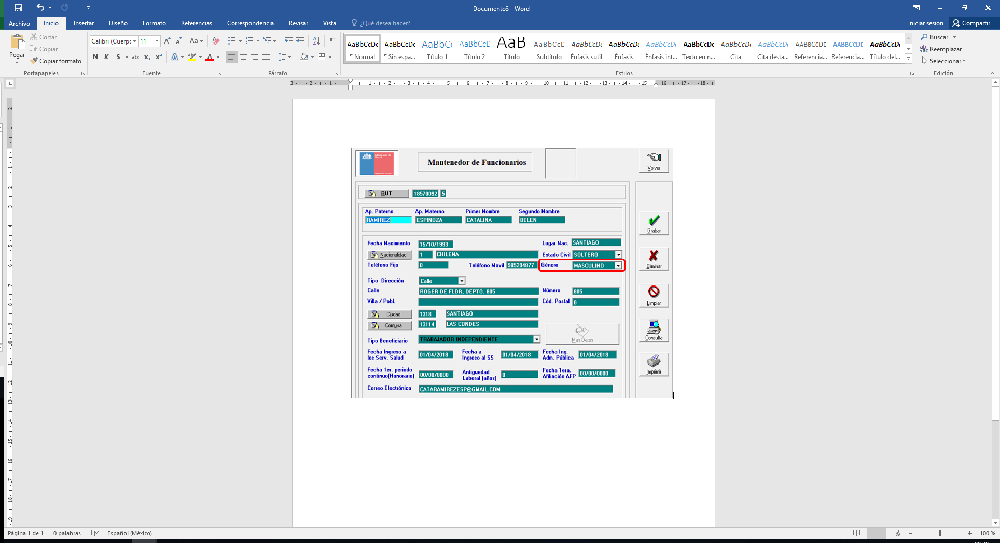 Documento3 - Word
Archivo Inicio Insertar Diseño Formato Referencias Correspondencia Revisar Vista ¿Qué desea hacer? Iniciar sesión Compartir
Pegar
Cortar
Copiar
Copiar formato
Portapapeles
Calibri (Cuerpo 11
Fuente
Párrafo
AaBbCcDc AaBbCcDc AaBbCc AaBbCcD AaB AaBbCcD AaBbCcDc AaBbCcDc AaBbCcDc AaBbCcDc AaBbCcDc AaBbCcDc AABBCCDD AABBCCDD AaBbCcDc
¶ Normal ¶ Sin espa... Título 1 Título 2 Título Subtítulo Énfasis sutil Énfasis Énfasis int... Texto en n... Cita Cita desta... Referencia... Referencia... Título del...
Estilos
Buscar
Reemplazar
Seleccionar
Edición
Mantenedor de Funcionarios
Volver
RUT 18570092 5
Ap. Paterno Ap. Materno Primer Nombre Segundo Nombre
RAMIREZ ESPINOZA CATALINA BELEN
Fecha Nacimiento 15/10/1993 Lugar Nac. SANTIAGO
Nacionalidad 1 CHILENA Estado Civil SOLTERO
Teléfono Fijo 0 Teléfono Movil 985294877 Género MASCULINO
Tipo Dirección Calle
Calle ROGER DE FLOR, DEPTO. 805 Número 805
Villa / Pobl. Cód. Postal 0
Ciudad 1318 SANTIAGO
Comuna 13114 LAS CONDES
Mas Datos
Tipo Beneficiario TRABAJADOR INDEPENDIENTE
Fecha Ingreso a los Serv. Salud 01/04/2018 Fecha a Ingreso al SS 01/04/2018 Fecha Ing. Adm. Pública 01/04/2018
Fecha 1er. periodo continuo(Honorario) 00/00/0000 Antiguedad Laboral (años) 0 Fecha 1era. Afiliación AFP 00/00/0000
Correo Electrónico CATARAMIREZESP@GMAIL.COM
Grabar
Eliminar
Limpiar
Consulta
Imprimir
Página 1 de 1 0 palabras Español (México) 100 %